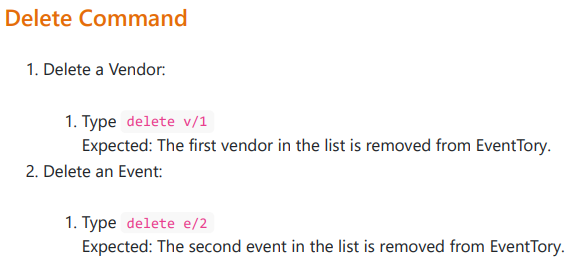 Delete Command
1. Delete a Vendor:
1. Type delete v/1
Expected: The first vendor in the list is removed from EventTory.
2. Delete an Event:
1. Type delete e/2
Expected: The second event in the list is removed from EventTory.